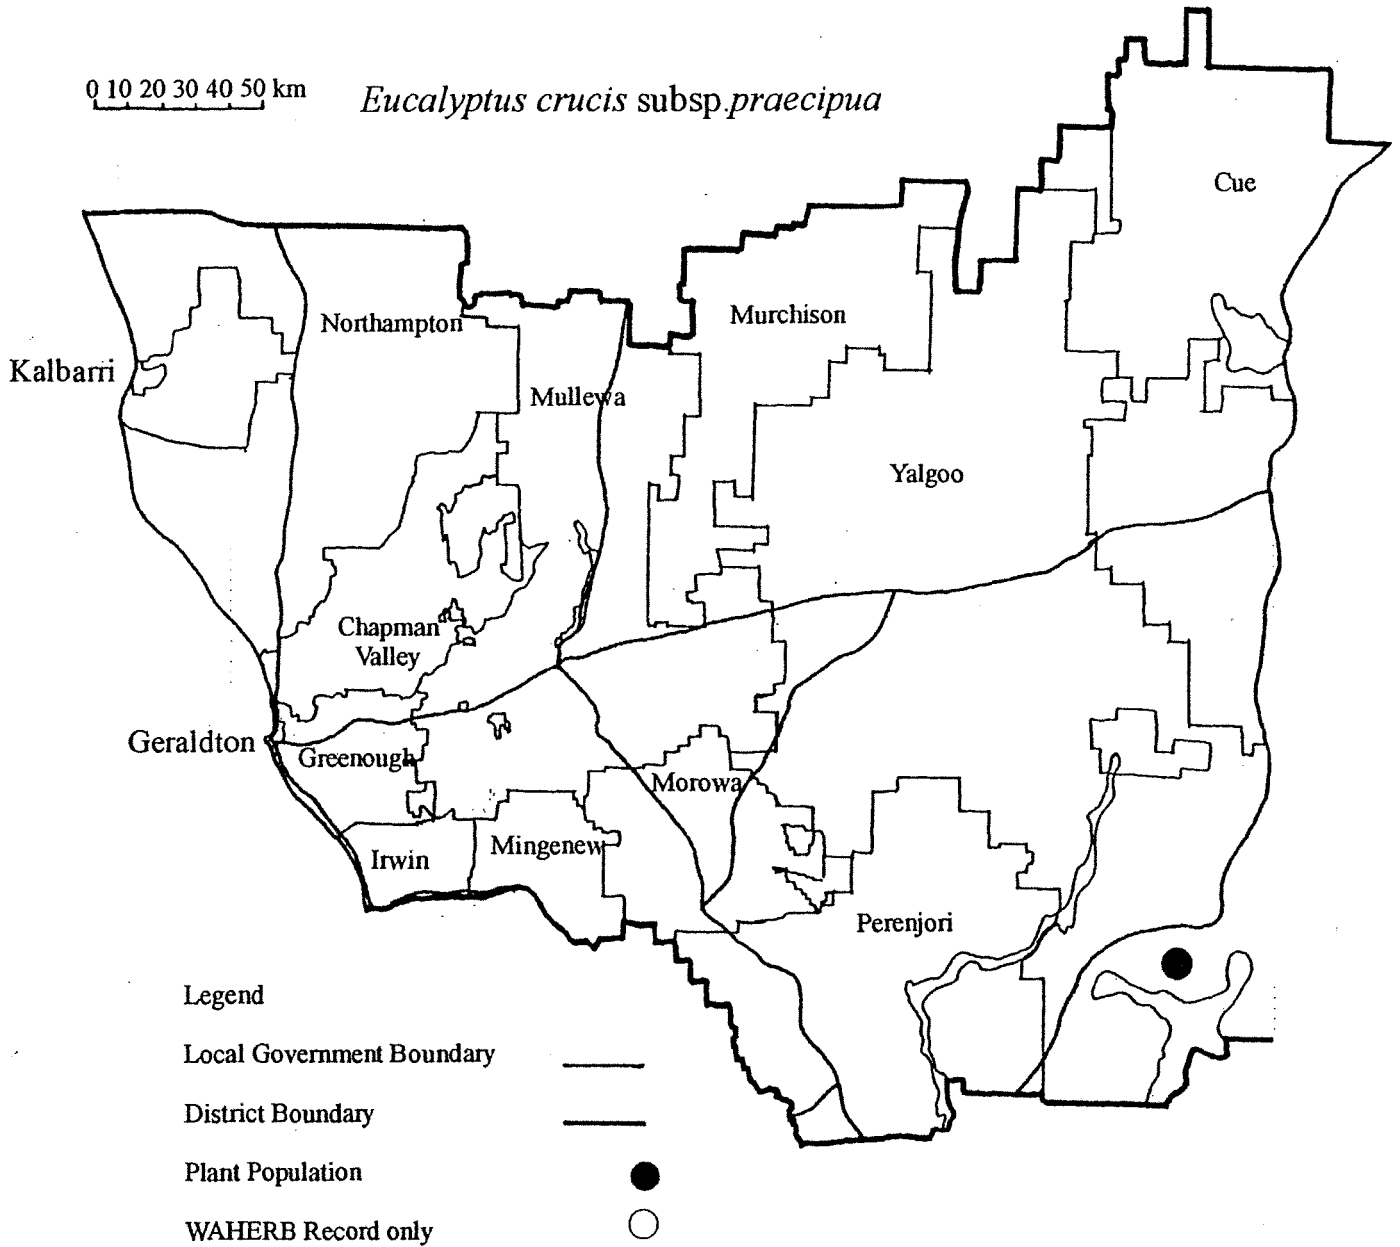 0 10 20 30 40 50 km
Eucalyptus crucis subsp.praecipua
Cue
Northampton
Murchison
Kalbarri
Mullewa
Yalgoo
Chapman
Valley
Geraldton
Greenough
Morowa
Irwin
Mingenew
Perenjori
Legend
Local Government Boundary
District Boundary
Plant Population
WAHERB Record only